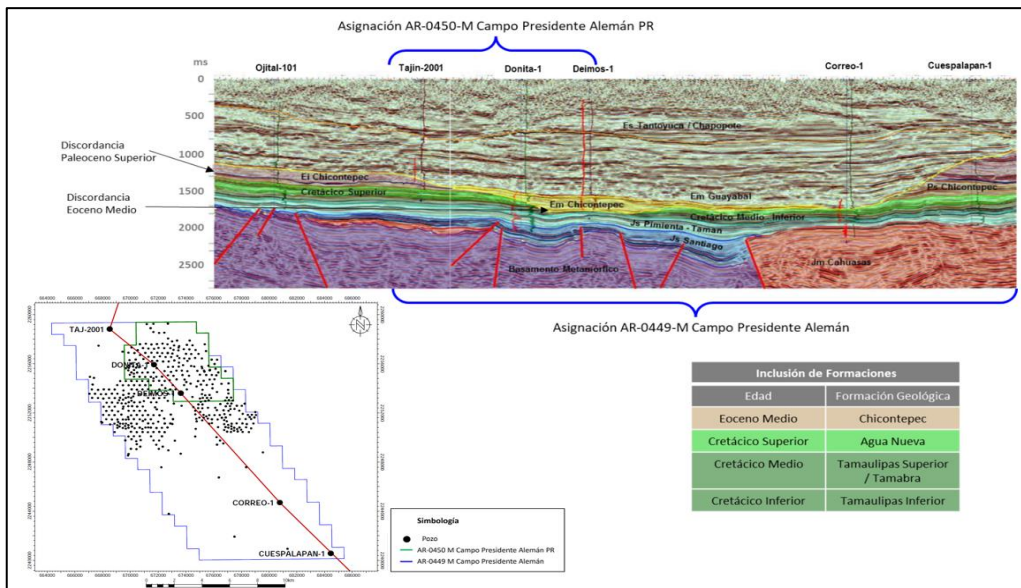 Asignación AR-0450-M Campo Presidente Alemán PR
ms
Ojital-101
Tajin-2001
Donita-1
Deimos-1
Correo-1
Cuespalapan-1
0
500
1000
1500
2000
2500
Es Tantoyuca / Chapopote
Discordancia
Paleoceno Superior
Ei Chicontepec
Cretácico Superior
Em Guayabal
Ps Chicontepec
Discordancia
Eoceno Medio
Em Chicontepec
Cretácico Medio - Inferior
Js Pimienta - Taman
Js Santiago
Jm Cahuasas
Basamento Metamórfico
Asignación AR-0449-M Campo Presidente Alemán
TAJ-2001
CORREO-1
CUESPALAPAN-1
Simbología
Pozo
AR-0450 M Campo Presidente Alemán PR
AR-0449 M Campo Presidente Alemán
Inclusión de Formaciones
Edad Formación Geológica
Eoceno Medio Chicontepec
Cretácico Superior Agua Nueva
Cretácico Medio Tamaulipas Superior
/ Tamabra
Cretácico Inferior Tamaulipas Inferior